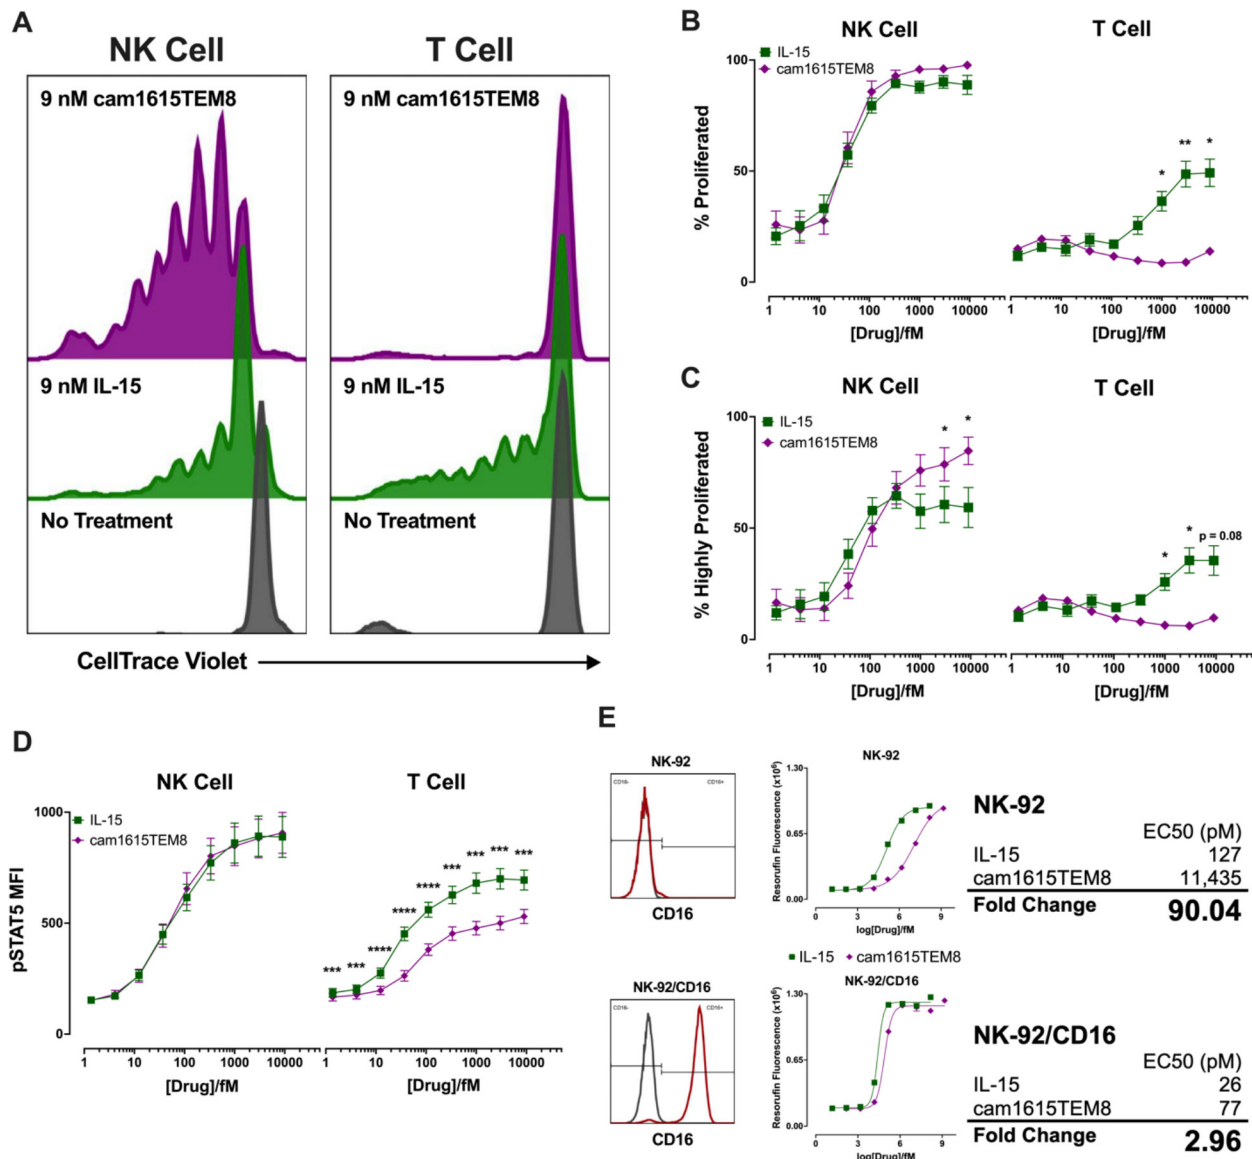 A
NK Cell
T Cell
9 nM cam1615TEM8
9 nM cam1615TEM8
9 nM IL-15
9 nM IL-15
No Treatment
No Treatment
CellTrace Violet
B
NK Cell
T Cell
IL-15
cam1615TEM8
% Proliferated
100
50
0
* ** *
1 10 100 1000 10000
1 10 100 1000 10000
[Drug]/fM
[Drug]/fM
C
NK Cell
T Cell
IL-15
cam1615TEM8
% Highly Proliferated
100
50
0
* *
* * p = 0.08
1 10 100 1000 10000
1 10 100 1000 10000
[Drug]/fM
[Drug]/fM
D
NK Cell
T Cell
IL-15
cam1615TEM8
pSTAT5 MFI
1000
500
0
*** *** **** **** **** *** *** *** ***
1 10 100 1000 10000
1 10 100 1000 10000
[Drug]/fM
[Drug]/fM
E
NK-92
CD16- CD16+
CD16
NK-92
Resorufin Fluorescence (x10⁶)
1.30
0.65
0.00
0 3 6 9
log[Drug]/fM
NK-92
EC50 (pM)
IL-15 127
cam1615TEM8 11,435
Fold Change 90.04
IL-15 cam1615TEM8
NK-92/CD16
CD16- CD16+
CD16
NK-92/CD16
Resorufin Fluorescence (x10⁶)
1.30
0.65
0.00
0 3 6 9
log[Drug]/fM
NK-92/CD16
EC50 (pM)
IL-15 26
cam1615TEM8 77
Fold Change 2.96